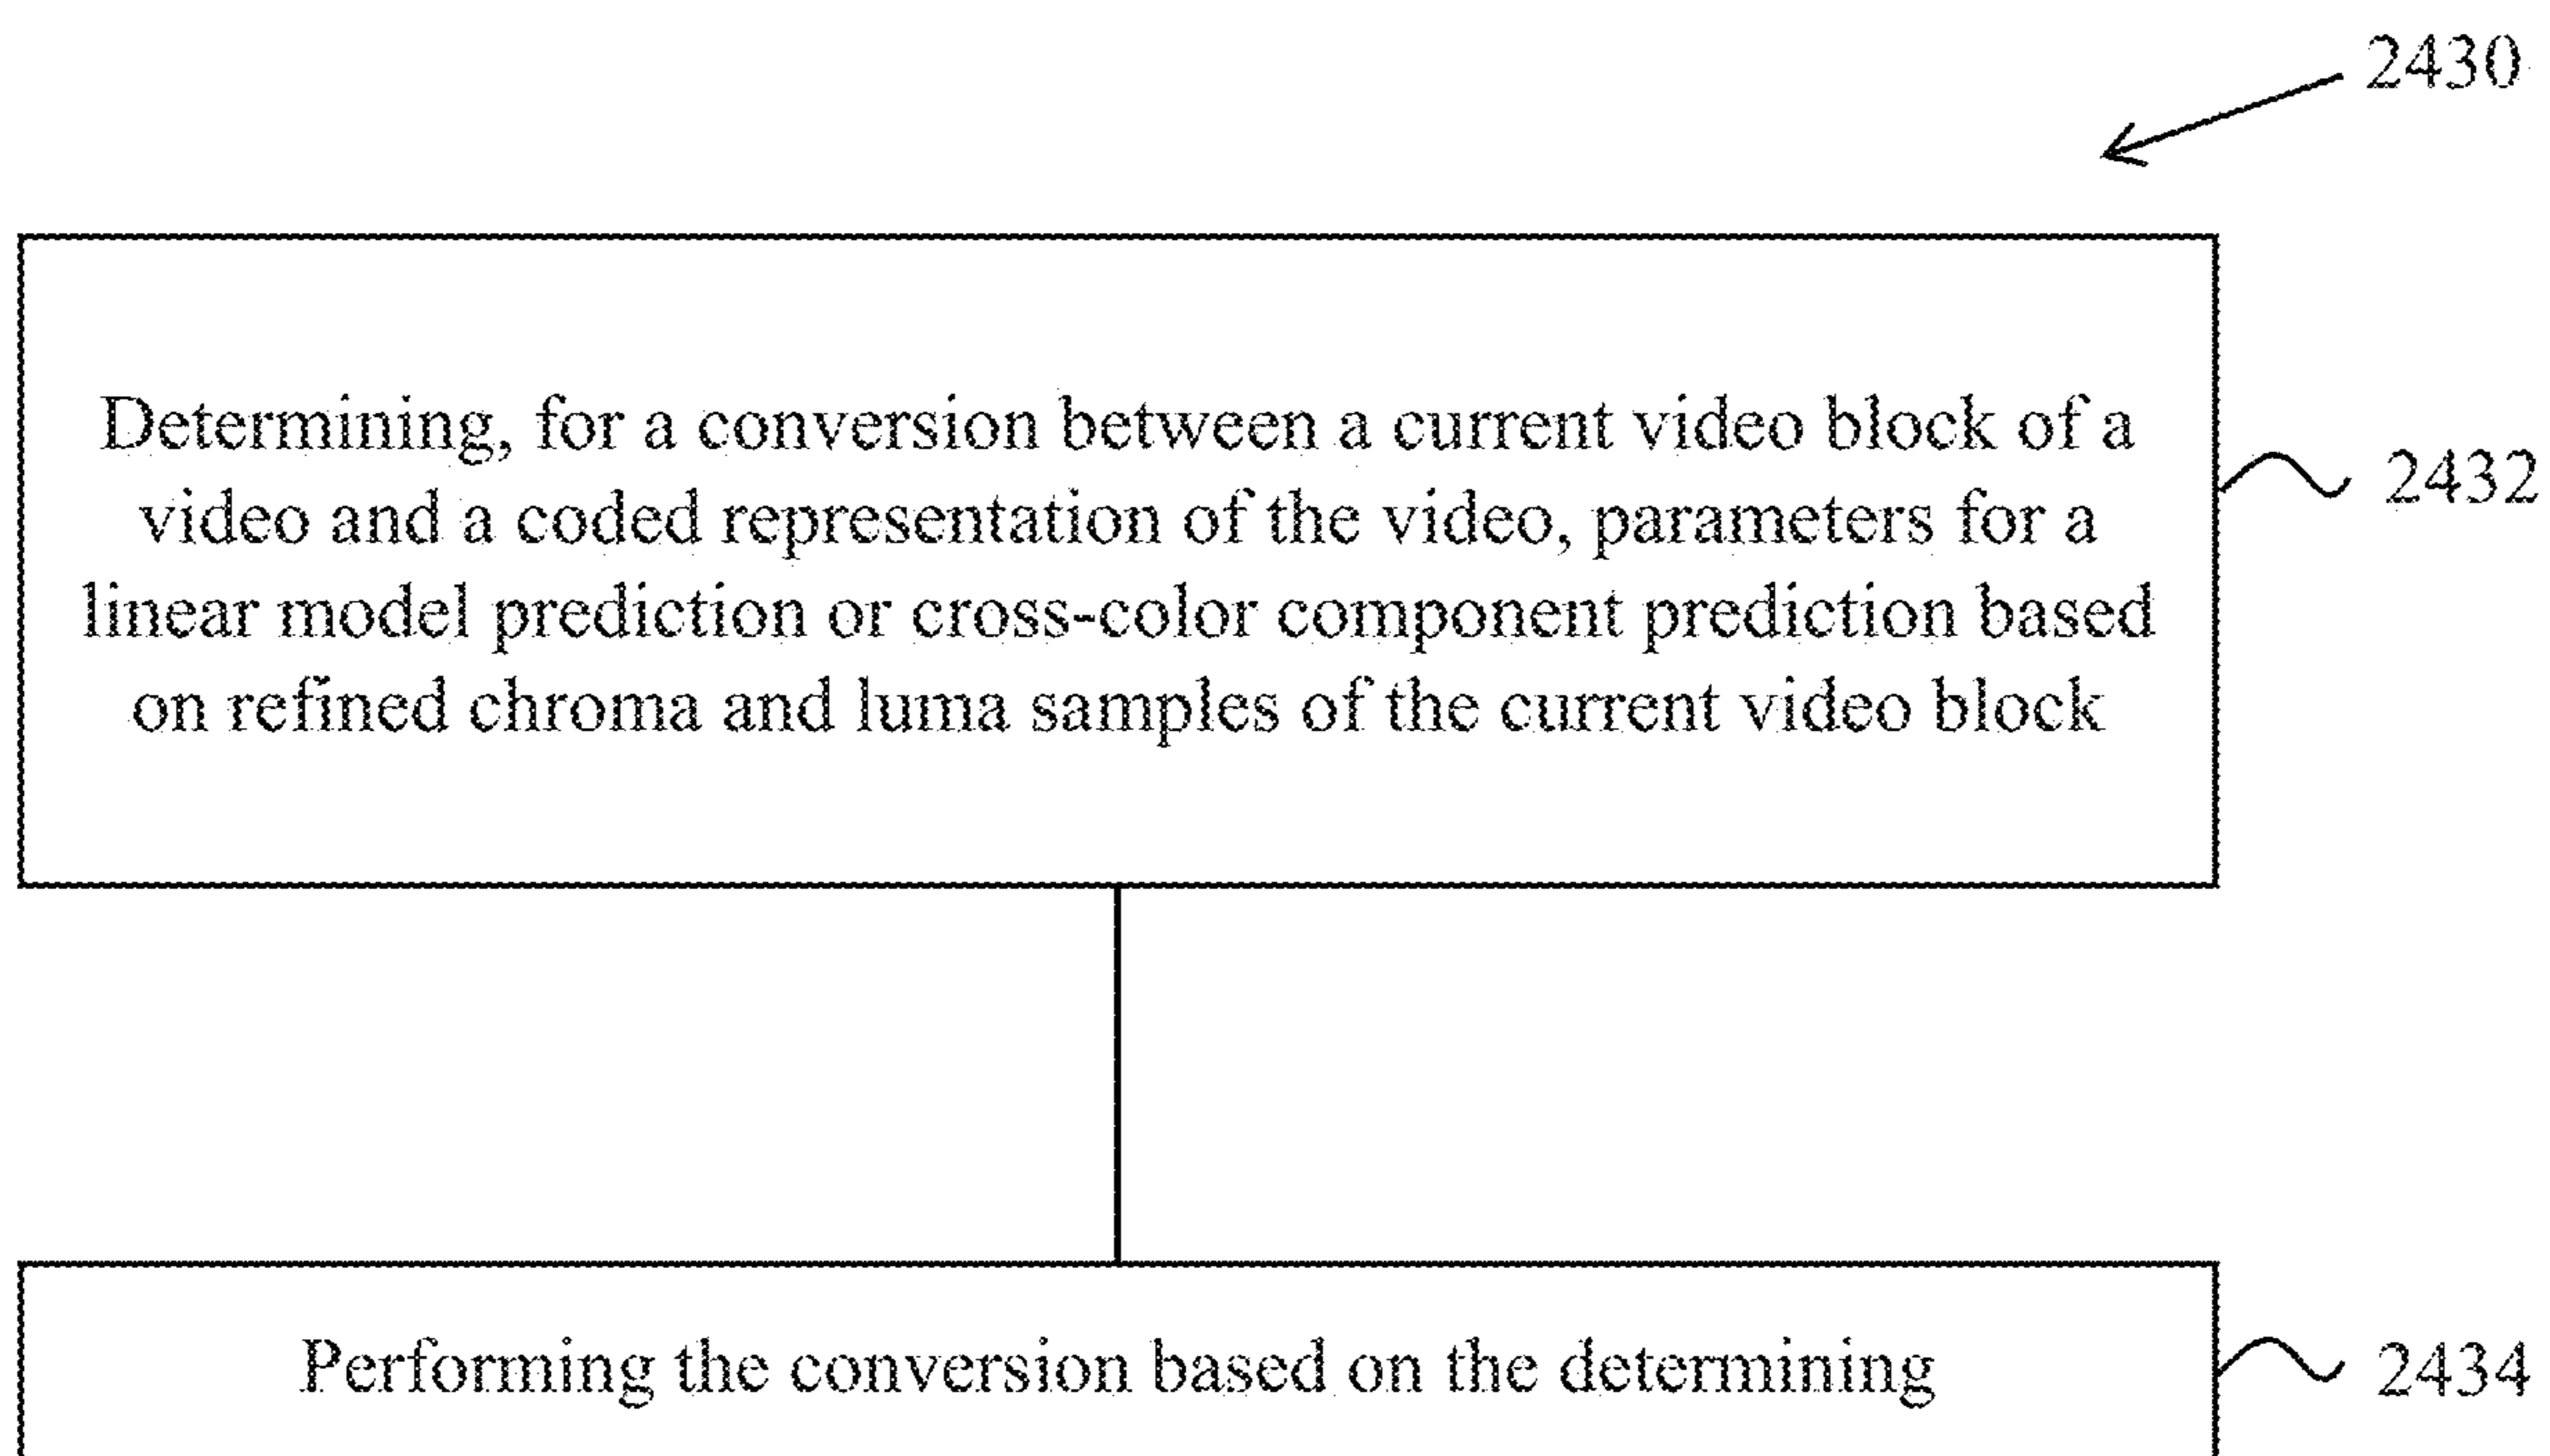 2430
Determining, for a conversion between a current video block of a
video and a coded representation of the video, parameters for a
linear model prediction or cross-color component prediction based
on refined chroma and luma samples of the current video block
2432
Performing the conversion based on the determining
2434